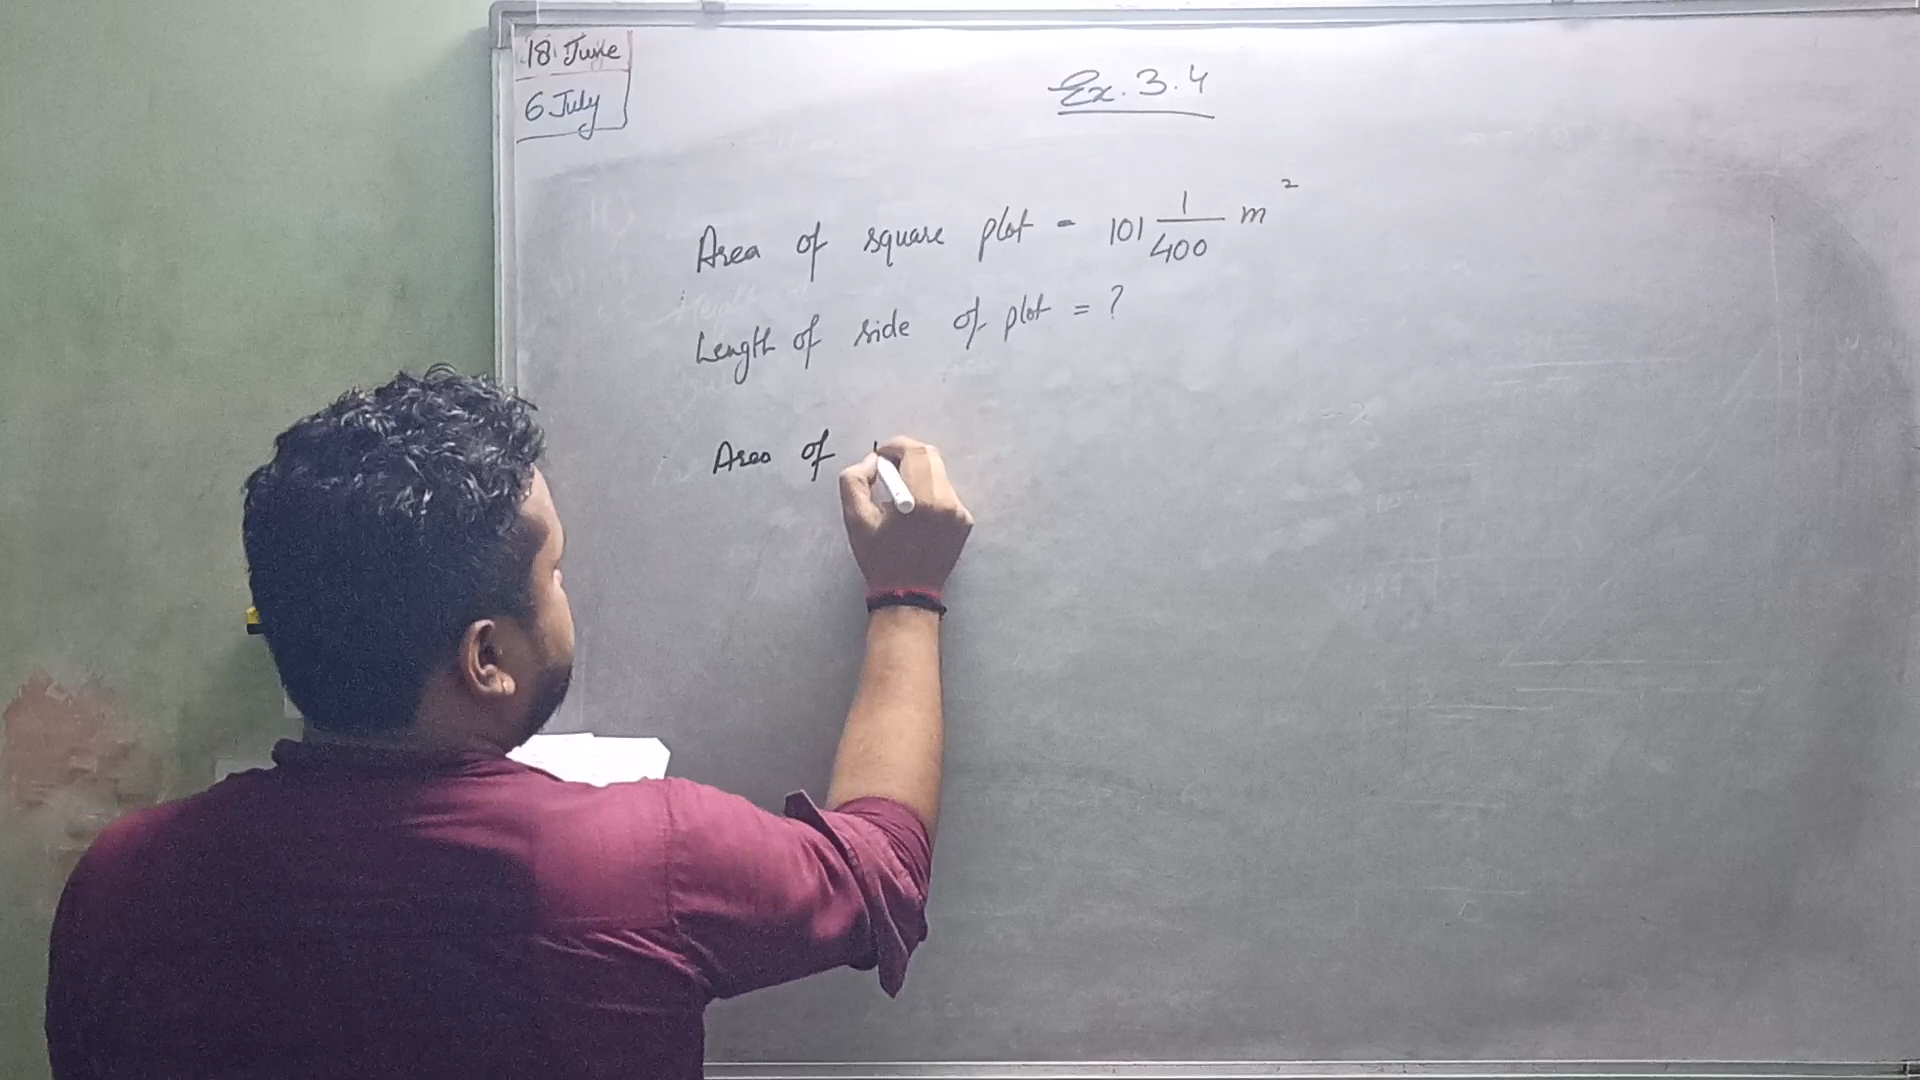 18 June
6 July
Ex. 3.4
Area of square plot = 101 1/400 m²
Length of side of plot = ?
Area of